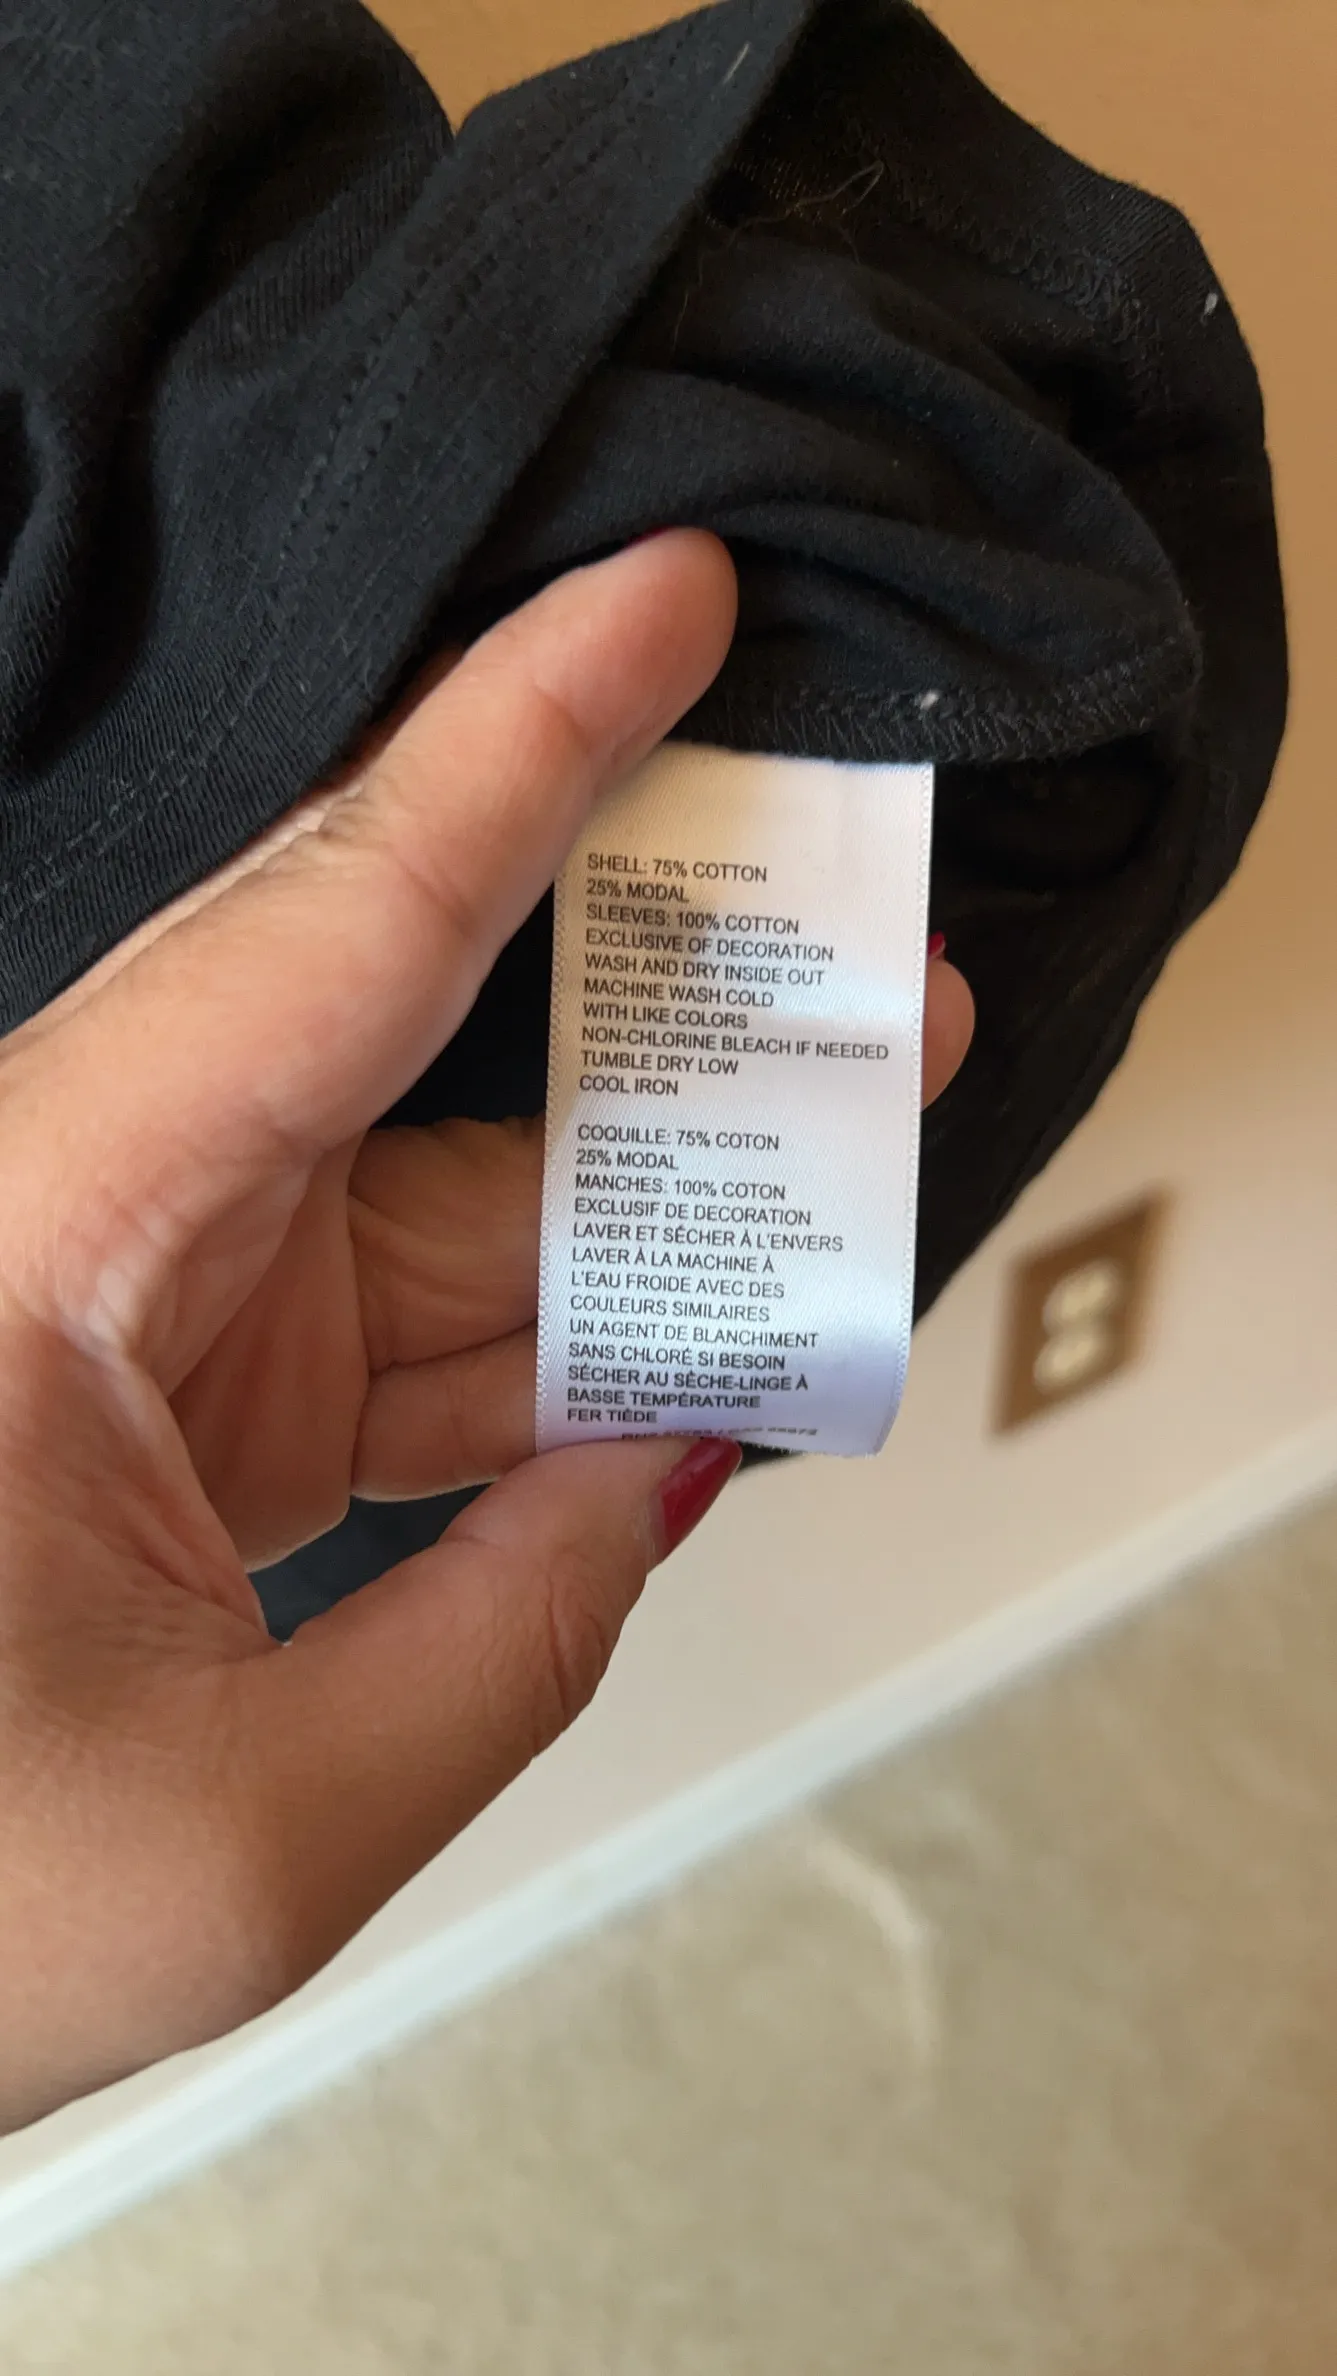 SHELL: 75% COTTON
25% MODAL
SLEEVES: 100% COTTON
EXCLUSIVE OF DECORATION
WASH AND DRY INSIDE OUT
MACHINE WASH COLD
WITH LIKE COLORS
NON-CHLORINE BLEACH IF NEEDED
TUMBLE DRY LOW
COOL IRON
COQUILLE: 75% COTON
25% MODAL
MANCHES: 100% COTON
EXCLUSIF DE DECORATION
LAVER ET SÉCHER À L'ENVERS
LAVER À LA MACHINE À
L'EAU FROIDE AVEC DES
COULEURS SIMILAIRES
UN AGENT DE BLANCHIMENT
SANS CHLORÉ SI BESOIN
SÉCHER AU SÈCHE-LINGE À
BASSE TEMPÉRATURE
FER TIÈDE